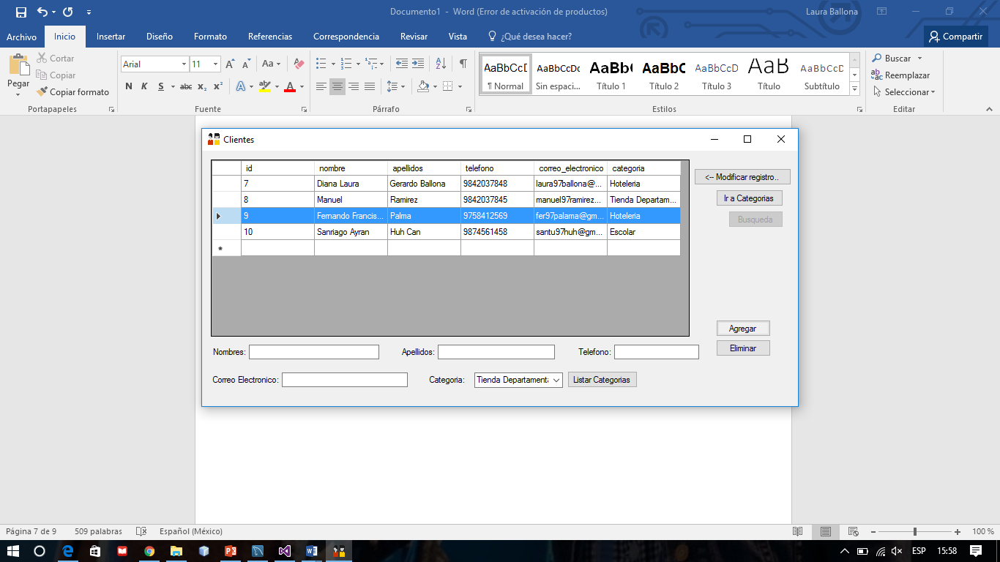 Documento1 - Word (Error de activación de productos)
Laura Ballona
Archivo Inicio Insertar Diseño Formato Referencias Correspondencia Revisar Vista ¿Qué desea hacer? Compartir
Pegar
Cortar
Copiar
Copiar formato
Portapapeles
Arial 11 Aa
N K S abc x₂ x² A ab A
Fuente
Párrafo
AaBbCcD ¶ Normal
AaBbCcDc Sin espaci...
AaBbC Título 1
AaBbCc Título 2
AaBbCcD Título 3
AaB Título
AaBbCcD Subtítulo
Estilos
Buscar
Reemplazar
Seleccionar
Editar
Clientes
id nombre apellidos telefono correo_electronico categoria
7 Diana Laura Gerardo Ballona 9842037848 laura97ballona@... Hoteleria
8 Manuel Ramirez 9842037845 manuel97ramirez... Tienda Departam...
9 Fernando Francis... Palma 9758412569 fer97palama@gm... Hoteleria
10 Sanriago Ayran Huh Can 9874561458 santu97huh@gm... Escolar
*
<-- Modificar registro..
Ir a Categorias
Busqueda
Agregar
Eliminar
Nombres: Apellidos: Telefono:
Correo Electronico: Categoria: Tienda Departamenta Listar Categorias
Página 7 de 9 509 palabras Español (México) 100 %
ESP 15:58